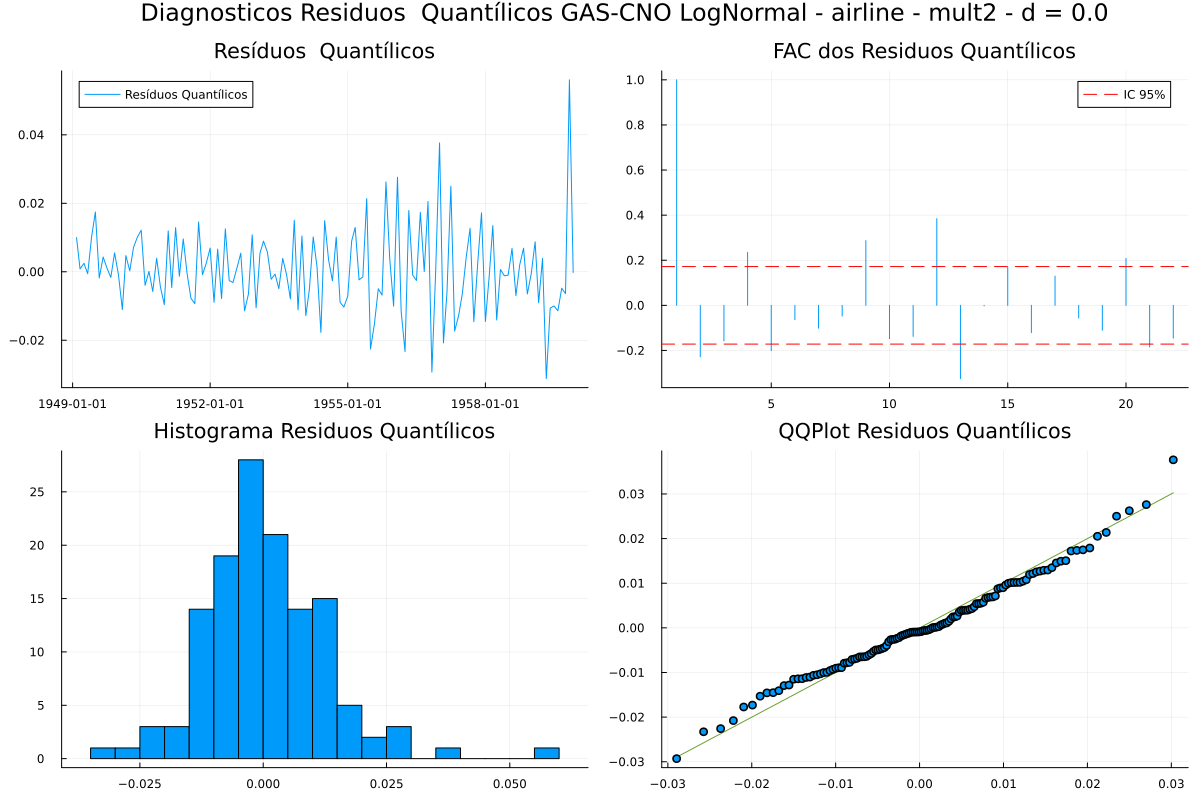 Diagnosticos Residuos  Quantílicos GAS-CNO LogNormal - airline - mult2 - d = 0.0
Resíduos  Quantílicos
Resíduos Quantílicos
0.04
0.02
0.00
−0.02
1949-01-01 1952-01-01 1955-01-01 1958-01-01
FAC dos Residuos Quantílicos
IC 95%
1.0
0.8
0.6
0.4
0.2
0.0
−0.2
5 10 15 20
Histograma Residuos Quantílicos
25
20
15
10
5
0
−0.025 0.000 0.025 0.050
QQPlot Residuos Quantílicos
0.03
0.02
0.01
0.00
−0.01
−0.02
−0.03
−0.03 −0.02 −0.01 0.00 0.01 0.02 0.03